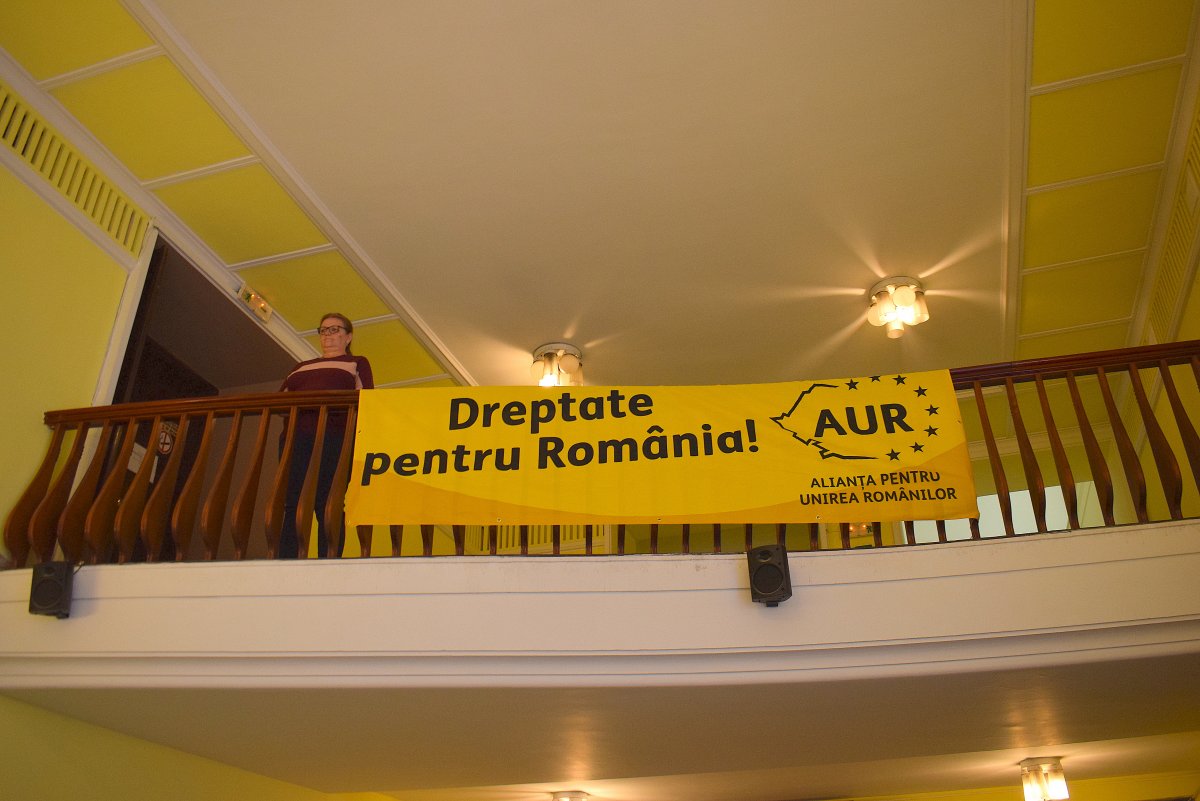 Dreptate
pentru România!
AUR
ALIANȚA PENTRU
UNIREA ROMÂNILOR